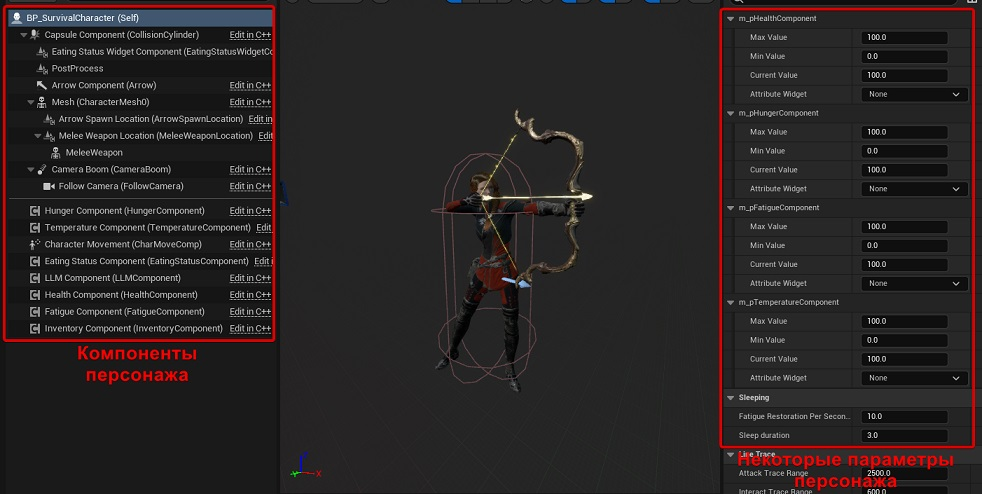 BP_SurvivalCharacter (Self)
Capsule Component (CollisionCylinder) Edit in C++
Eating Status Widget Component (EatingStatusWidgetCo
PostProcess
Arrow Component (Arrow) Edit in C++
Mesh (CharacterMesh0) Edit in C++
Arrow Spawn Location (ArrowSpawnLocation) Edit in
Melee Weapon Location (MeleeWeaponLocation) Edit
MeleeWeapon
Camera Boom (CameraBoom) Edit in C++
Follow Camera (FollowCamera) Edit in C++
Hunger Component (HungerComponent) Edit in C++
Temperature Component (TemperatureComponent) Edit
Character Movement (CharMoveComp) Edit in C++
Eating Status Component (EatingStatusComponent) Edit i
LLM Component (LLMComponent) Edit in C++
Health Component (HealthComponent) Edit in C++
Fatigue Component (FatigueComponent) Edit in C++
Inventory Component (InventoryComponent) Edit in C++
Компоненты
персонажа
Z
X
m_pHealthComponent
Max Value 100.0
Min Value 0.0
Current Value 100.0
Attribute Widget None
m_pHungerComponent
Max Value 100.0
Min Value 0.0
Current Value 100.0
Attribute Widget None
m_pFatigueComponent
Max Value 100.0
Min Value 0.0
Current Value 100.0
Attribute Widget None
m_pTemperatureComponent
Max Value 100.0
Min Value 0.0
Current Value 100.0
Attribute Widget None
Sleeping
Fatigue Restoration Per Secon... 10.0
Sleep duration 3.0
Line Trace
Некоторые параметры
Attack Trace Range 2500.0
персонажа
Interact Trace Range 600.0